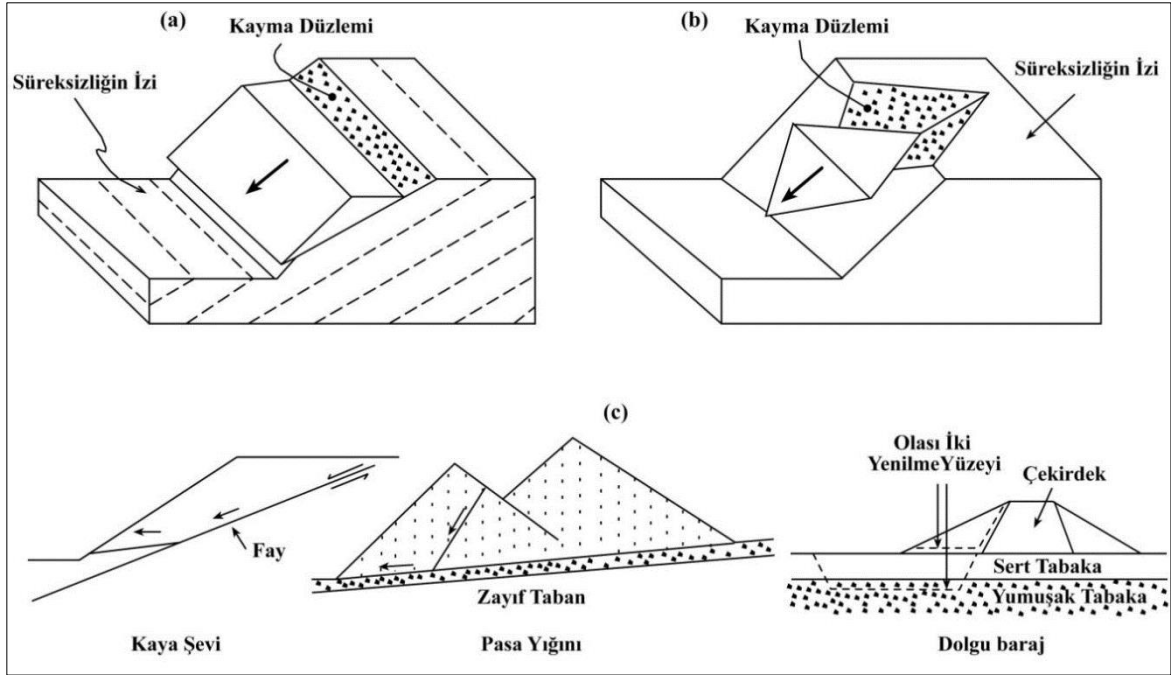 (a)
Kayma Düzlemi
Süreksizliğin İzi
(b)
Kayma Düzlemi
Süreksizliğin İzi
(c)
Fay
Kaya Şevi
Zayıf Taban
Pasa Yığını
Olası İki
YenilmeYüzeyi
Çekirdek
Sert Tabaka
Yumuşak Tabaka
Dolgu baraj